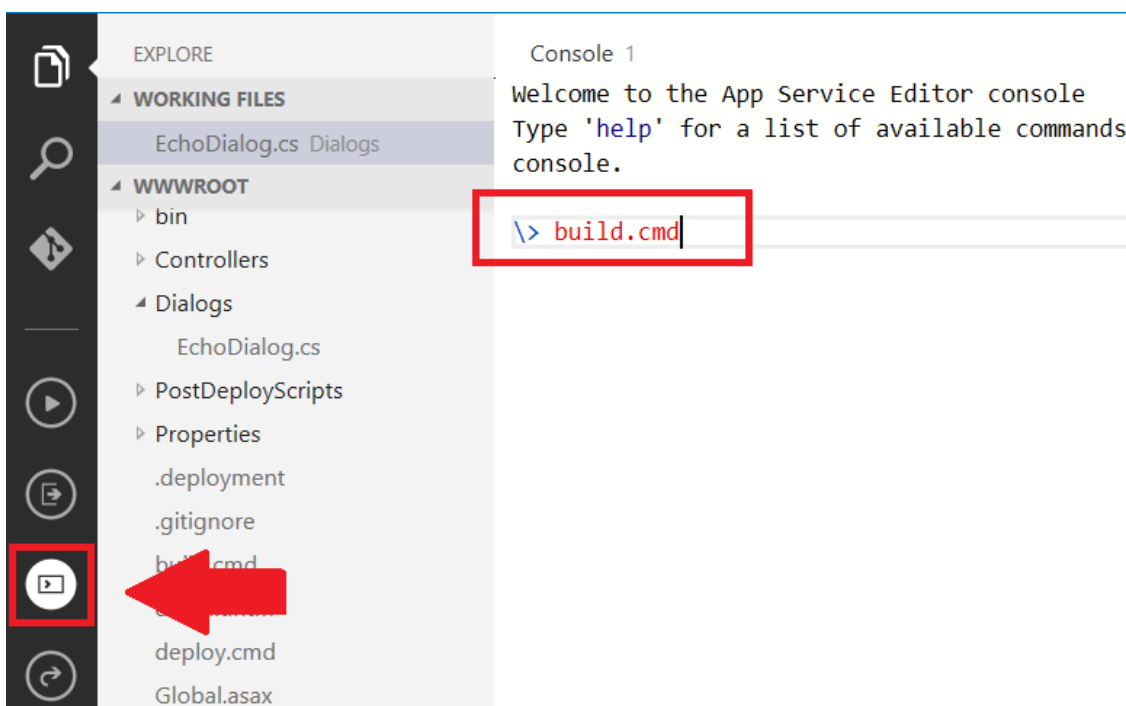 EXPLORE
WORKING FILES
EchoDialog.cs Dialogs
WWWROOT
bin
Controllers
Dialogs
EchoDialog.cs
PostDeployScripts
Properties
.deployment
.gitignore
deploy.cmd
Global.asax
Console 1
Welcome to the App Service Editor console
Type 'help' for a list of available commands
console.
\> build.cmd